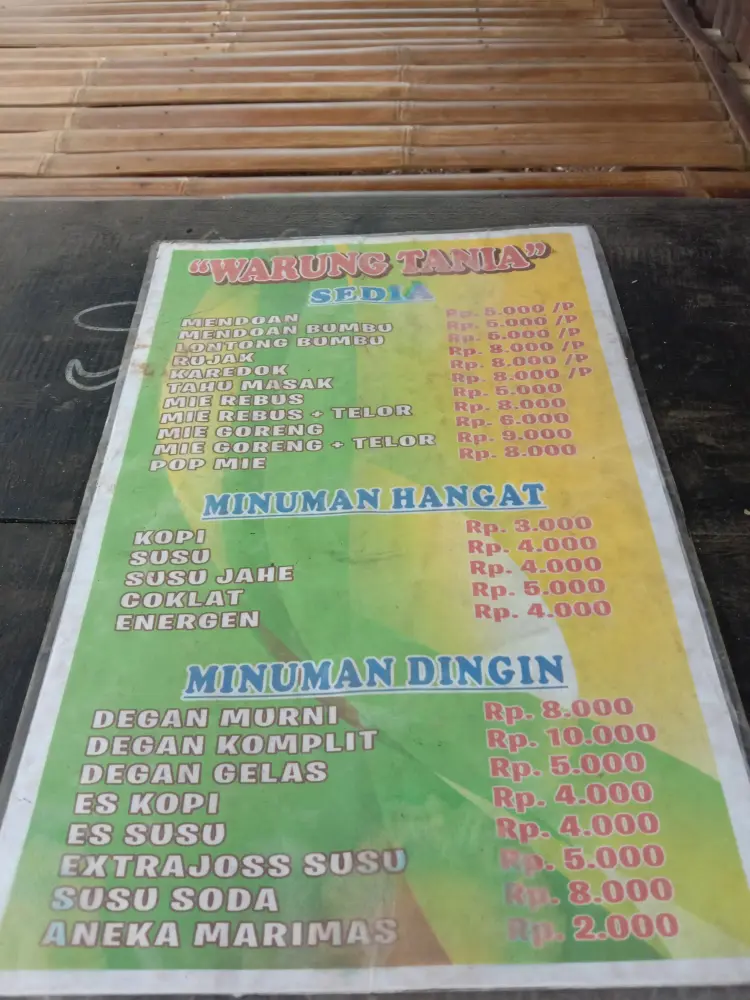 "WARUNG TANIA"
SEDIA
MENDOAN Rp. 5.000 /P
MENDOAN BUMBU Rp. 5.000 /P
LONTONG BUMBU Rp. 5.000 /P
RUJAK Rp. 8.000 /P
KAREDOK Rp. 8.000 /P
TAHU MASAK Rp. 8.000 /P
MIE REBUS Rp. 5.000
MIE REBUS + TELOR Rp. 8.000
MIE GORENG Rp. 6.000
MIE GORENG + TELOR Rp. 9.000
POP MIE Rp. 8.000
MINUMAN HANGAT
KOPI Rp. 3.000
SUSU Rp. 4.000
SUSU JAHE Rp. 4.000
COKLAT Rp. 5.000
ENERGEN Rp. 4.000
MINUMAN DINGIN
DEGAN MURNI Rp. 8.000
DEGAN KOMPLIT Rp. 10.000
DEGAN GELAS Rp. 5.000
ES KOPI Rp. 4.000
ES SUSU Rp. 4.000
EXTRAJOSS SUSU Rp. 5.000
SUSU SODA Rp. 8.000
ANEKA MARIMAS Rp. 2.000